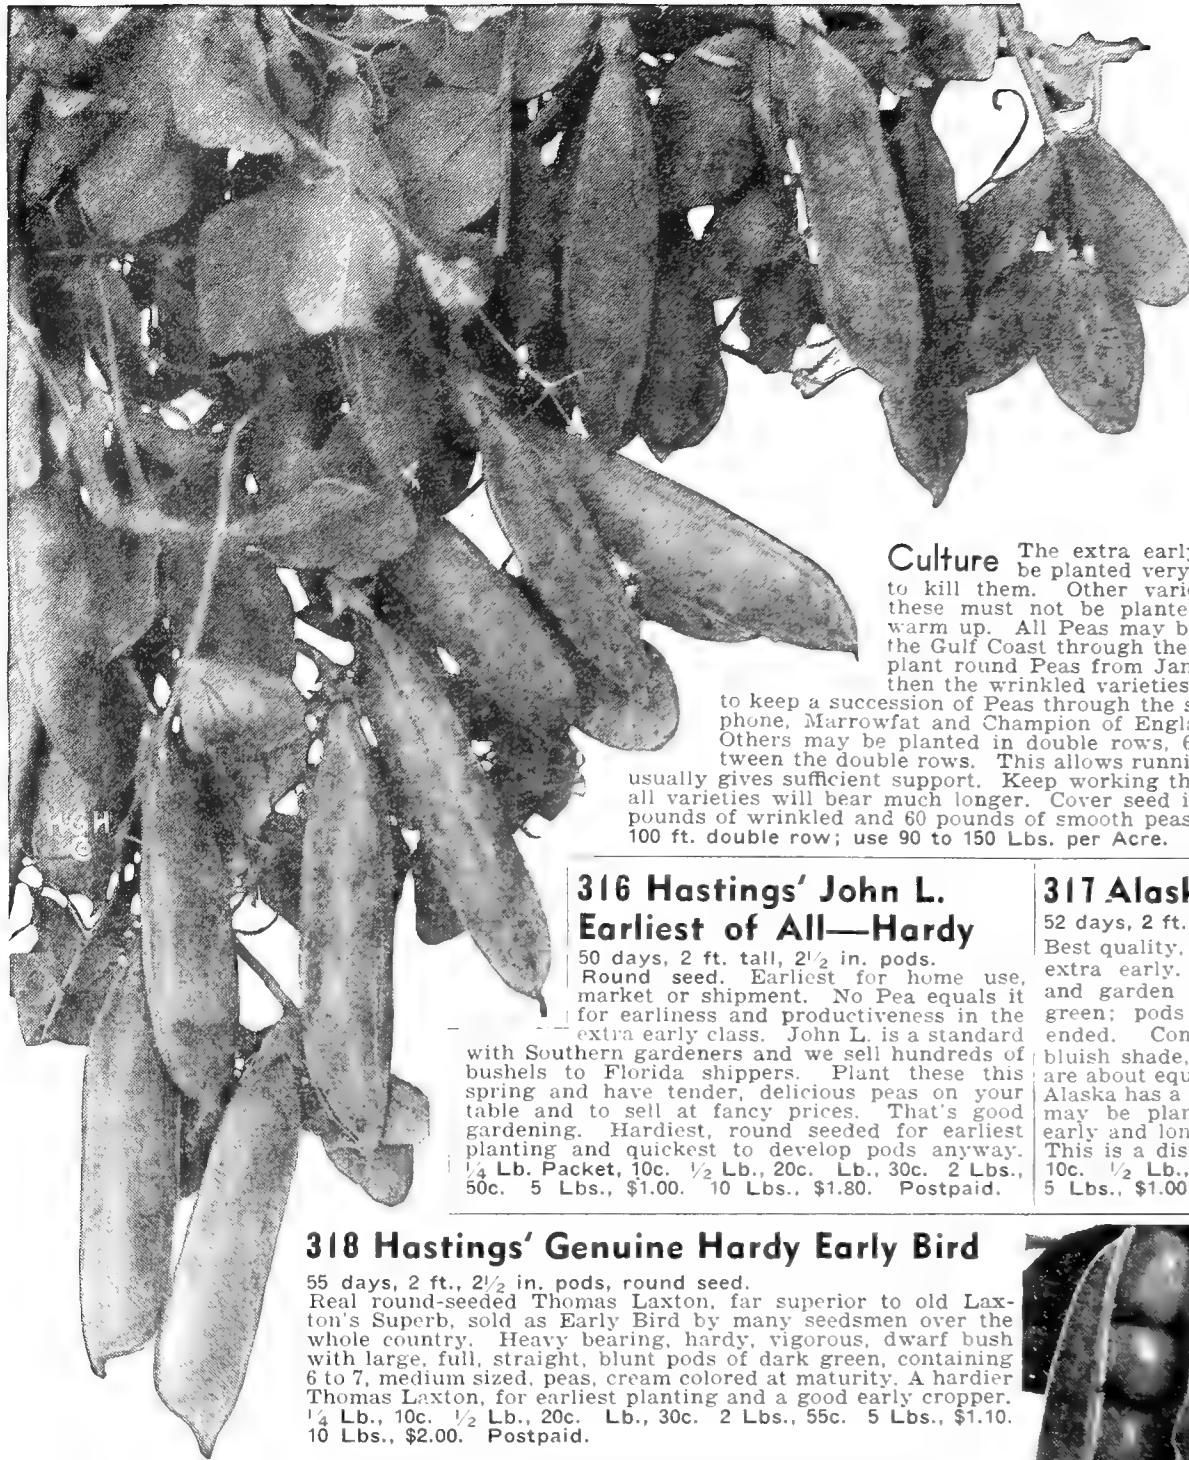 Culture The extra earl
be planted very
to kill them. Other vari
these must not be plante
warm up. All Peas may b
the Gulf Coast through the
plant round Peas from Jan
then the wrinkled varieties
to keep a succession of Peas through the s
phone, Marrowfat and Champion of Engl
Others may be planted in double rows, 6
tween the double rows. This allows runni
usually gives sufficient support. Keep working th
all varieties will bear much longer. Cover seed i
pounds of wrinkled and 60 pounds of smooth peas
100 ft. double row; use 90 to 150 Lbs. per Acre.
316 Hastings' John L.
Earliest of All—Hardy
50 days, 2 ft. tall, 2½ in. pods.
Round seed. Earliest for home use,
market or shipment. No Pea equals it
for earliness and productiveness in the
extra early class. John L. is a standard
with Southern gardeners and we sell hundreds of
bushels to Florida shippers. Plant these this
spring and have tender, delicious peas on your
table and to sell at fancy prices. That's good
gardening. Hardiest, round seeded for earliest
planting and quickest to develop pods anyway.
¼ Lb. Packet, 10c. ½ Lb., 20c. Lb., 30c. 2 Lbs.,
50c. 5 Lbs., $1.00. 10 Lbs., $1.80. Postpaid.
317 Alask
52 days, 2 ft.
Best quality,
extra early.
and garden
green; pods
ended. Con
bluish shade,
are about equ
Alaska has a
may be plan
early and lon
This is a dis
10c. ½ Lb.,
5 Lbs., $1.00
318 Hastings' Genuine Hardy Early Bird
55 days, 2 ft., 2½ in. pods, round seed.
Real round-seeded Thomas Laxton, far superior to old Lax-
ton's Superb, sold as Early Bird by many seedsmen over the
whole country. Heavy bearing, hardy, vigorous, dwarf bush
with large, full, straight, blunt pods of dark green, containing
6 to 7, medium sized, peas, cream colored at maturity. A hardier
Thomas Laxton, for earliest planting and a good early cropper.
¼ Lb., 10c. ½ Lb., 20c. Lb., 30c. 2 Lbs., 55c. 5 Lbs., $1.10.
10 Lbs., $2.00. Postpaid.